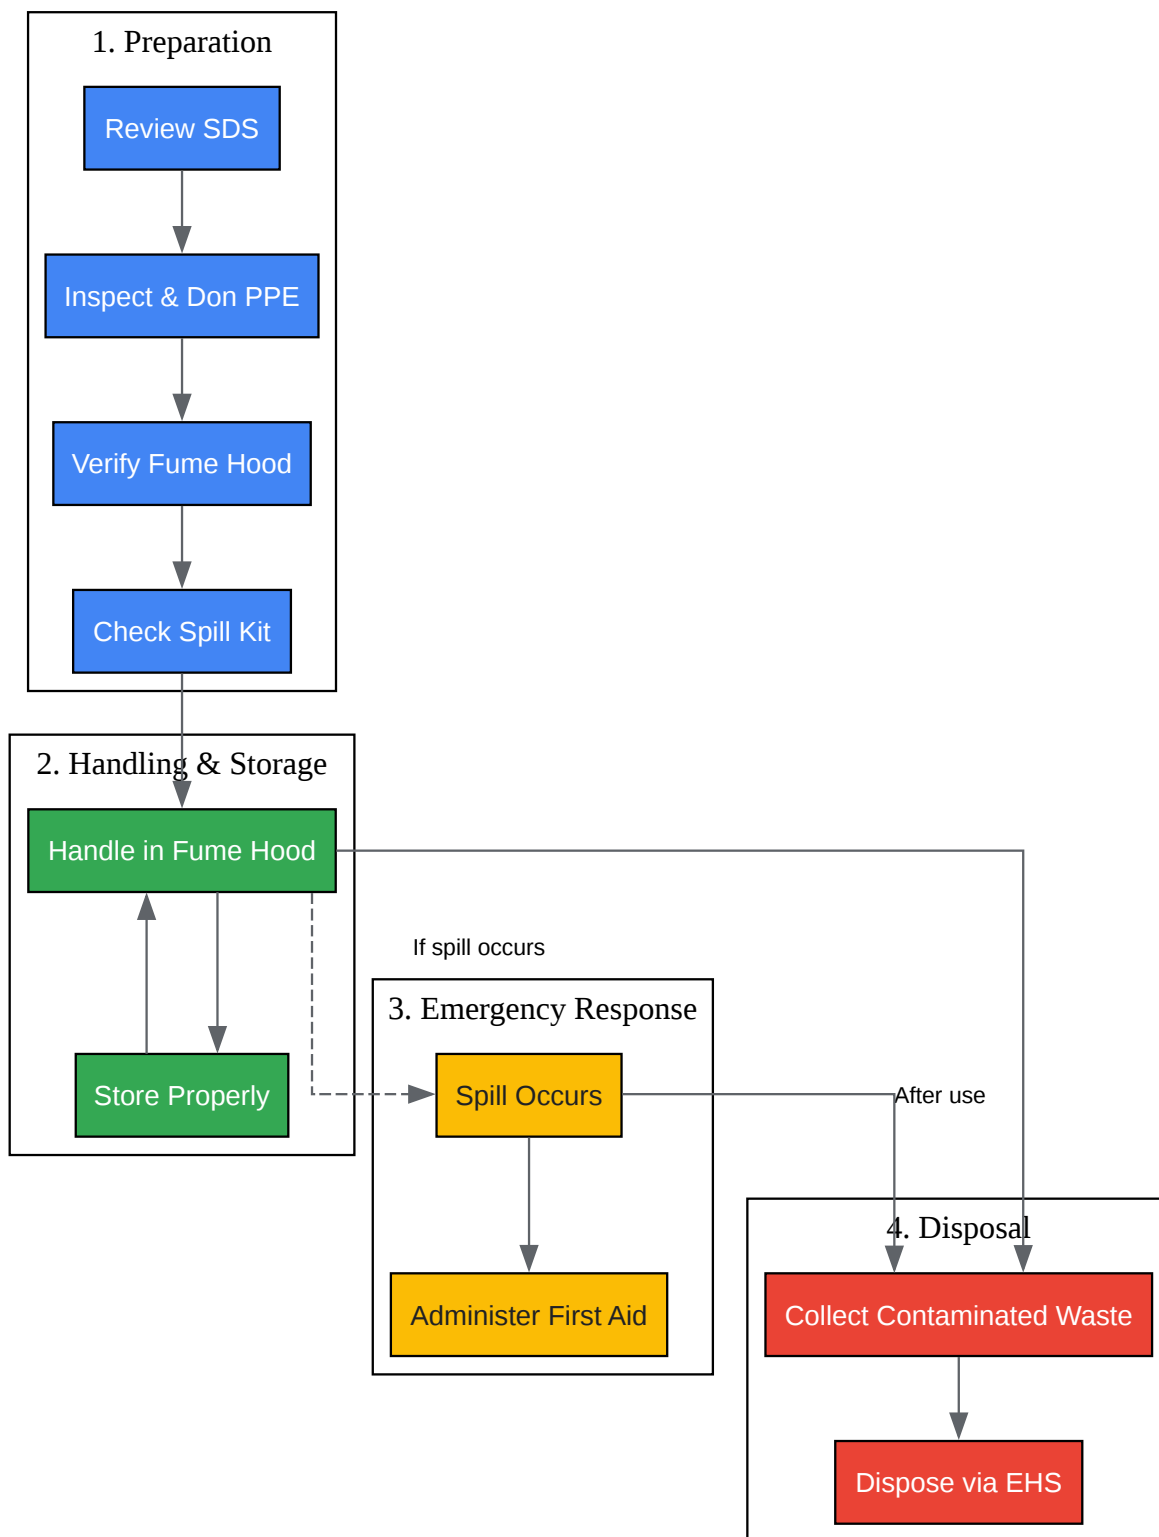 1. Preparation
Review SDS
Inspect & Don PPE
Verify Fume Hood
Check Spill Kit
2. Handling & Storage
Handle in Fume Hood
Store Properly
If spill occurs
3. Emergency Response
Spill Occurs
Administer First Aid
After use
4. Disposal
Collect Contaminated Waste
Dispose via EHS